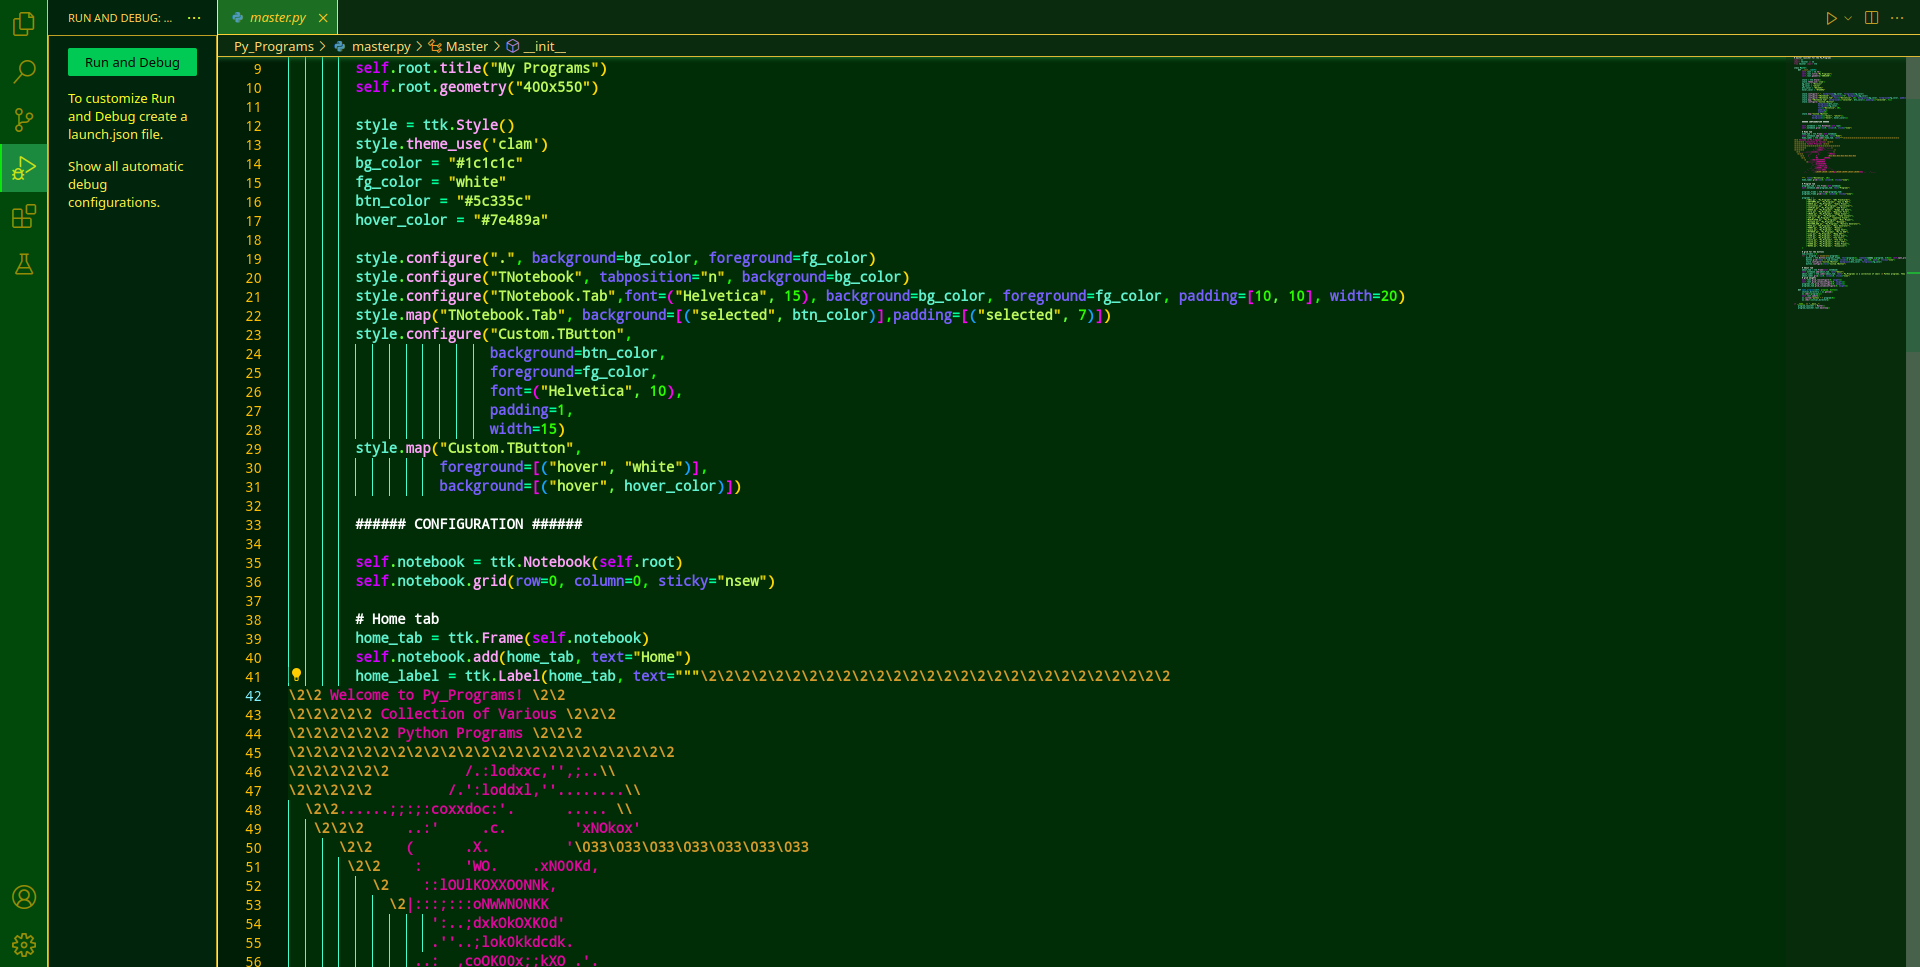 RUN AND DEBUG: ... ···
master.py
Run and Debug
To customize Run
and Debug create a
launch.json file.
Show all automatic
debug
configurations.
Py_Programs > master.py > Master > __init__
9 self.root.title("My Programs")
10 self.root.geometry("400x550")
11
12 style = ttk.Style()
13 style.theme_use('clam')
14 bg_color = "#1c1c1c"
15 fg_color = "white"
16 btn_color = "#5c335c"
17 hover_color = "#7e489a"
18
19 style.configure(".", background=bg_color, foreground=fg_color)
20 style.configure("TNotebook", tabposition="n", background=bg_color)
21 style.configure("TNotebook.Tab",font=("Helvetica", 15), background=bg_color, foreground=fg_color, padding=[10, 10], width=20)
22 style.map("TNotebook.Tab", background=[("selected", btn_color)],padding=[("selected", 7)])
23 style.configure("Custom.TButton",
24 background=btn_color,
25 foreground=fg_color,
26 font=("Helvetica", 10),
27 padding=1,
28 width=15)
29 style.map("Custom.TButton",
30 foreground=[("hover", "white")],
31 background=[("hover", hover_color)])
32
33 ###### CONFIGURATION ######
34
35 self.notebook = ttk.Notebook(self.root)
36 self.notebook.grid(row=0, column=0, sticky="nsew")
37
38 # Home tab
39 home_tab = ttk.Frame(self.notebook)
40 self.notebook.add(home_tab, text="Home")
41 home_label = ttk.Label(home_tab, text="""\2\2\2\2\2\2\2\2\2\2\2\2\2\2\2\2\2\2\2\2\2\2\2\2\2\2\2\2
42 \2\2 Welcome to Py_Programs! \2\2
43 \2\2\2\2\2 Collection of Various \2\2\2
44 \2\2\2\2\2\2 Python Programs \2\2\2
45 \2\2\2\2\2\2\2\2\2\2\2\2\2\2\2\2\2\2\2\2\2\2\2
46 \2\2\2\2\2\2         /.:lodxxc,'',;..\\
47 \2\2\2\2\2         /.':loddxl,''........\\
48 \2\2......;;:;:coxxdoc:'.      ..... \\
49 \2\2\2     ..:'     .c.        'xNOkox'
50 \2\2    (      .X.         '\033\033\033\033\033\033\033
51 \2\2    :     'WO.    .xNOOKd,
52 \2    ::lOUlKOXXOONNk,
53 \2|:::;:::oNWWNONKK
54 ':..;dxkOkOXKOd'
55 .''..;lokOkkdcdk.
56 ..:  ,coOKOOx;;kXO .'.